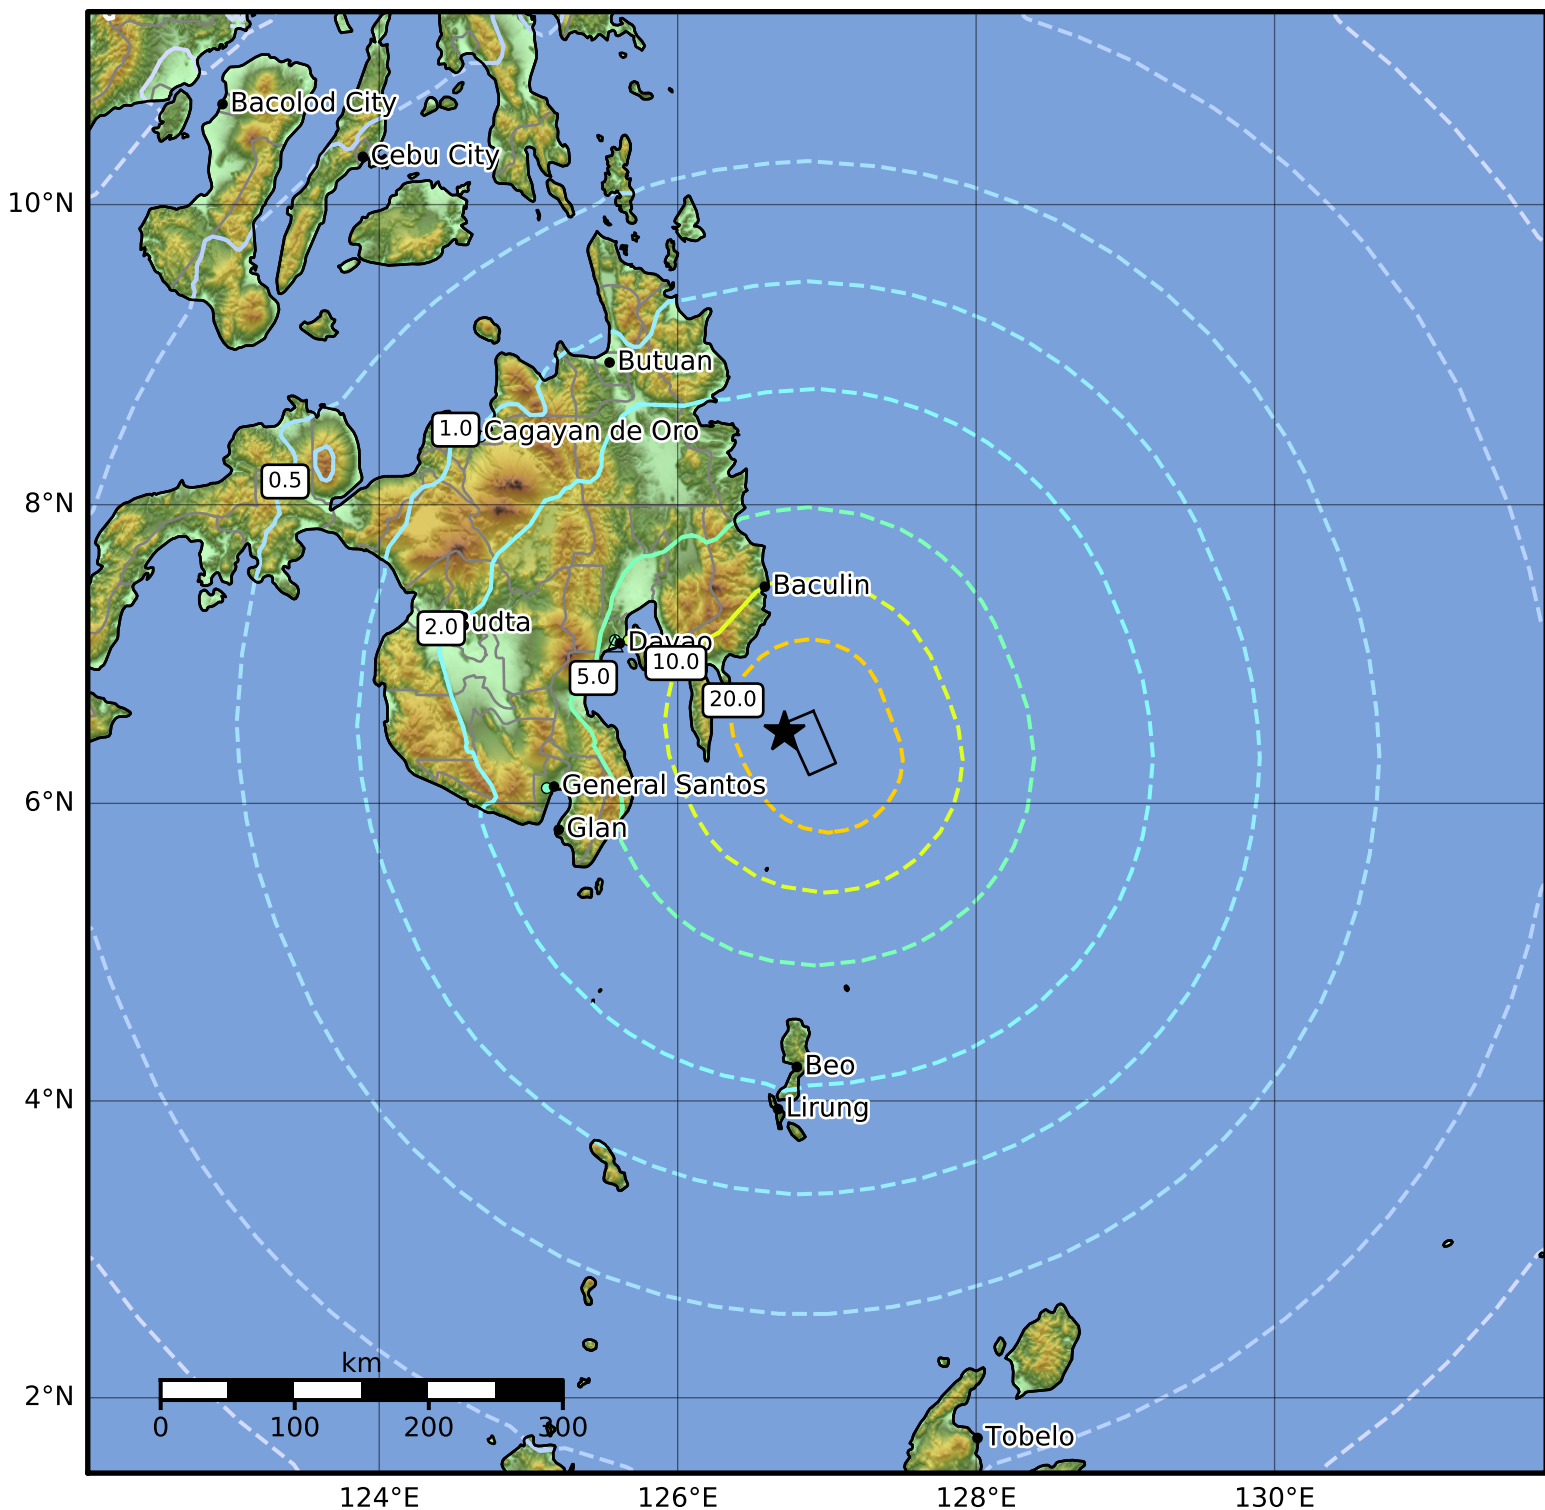 Bacolod City
Cebu City
10°N
Butuan
1.0
Cagayan de Oro
0.5
8°N
Baculin
2.0
Budta
Davao
10.0
5.0
20.0
General Santos
6°N
Glan
Beo
4°N
Lirung
km
2°N
0 100 200 300
Tobelo
124°E 126°E 128°E 130°E